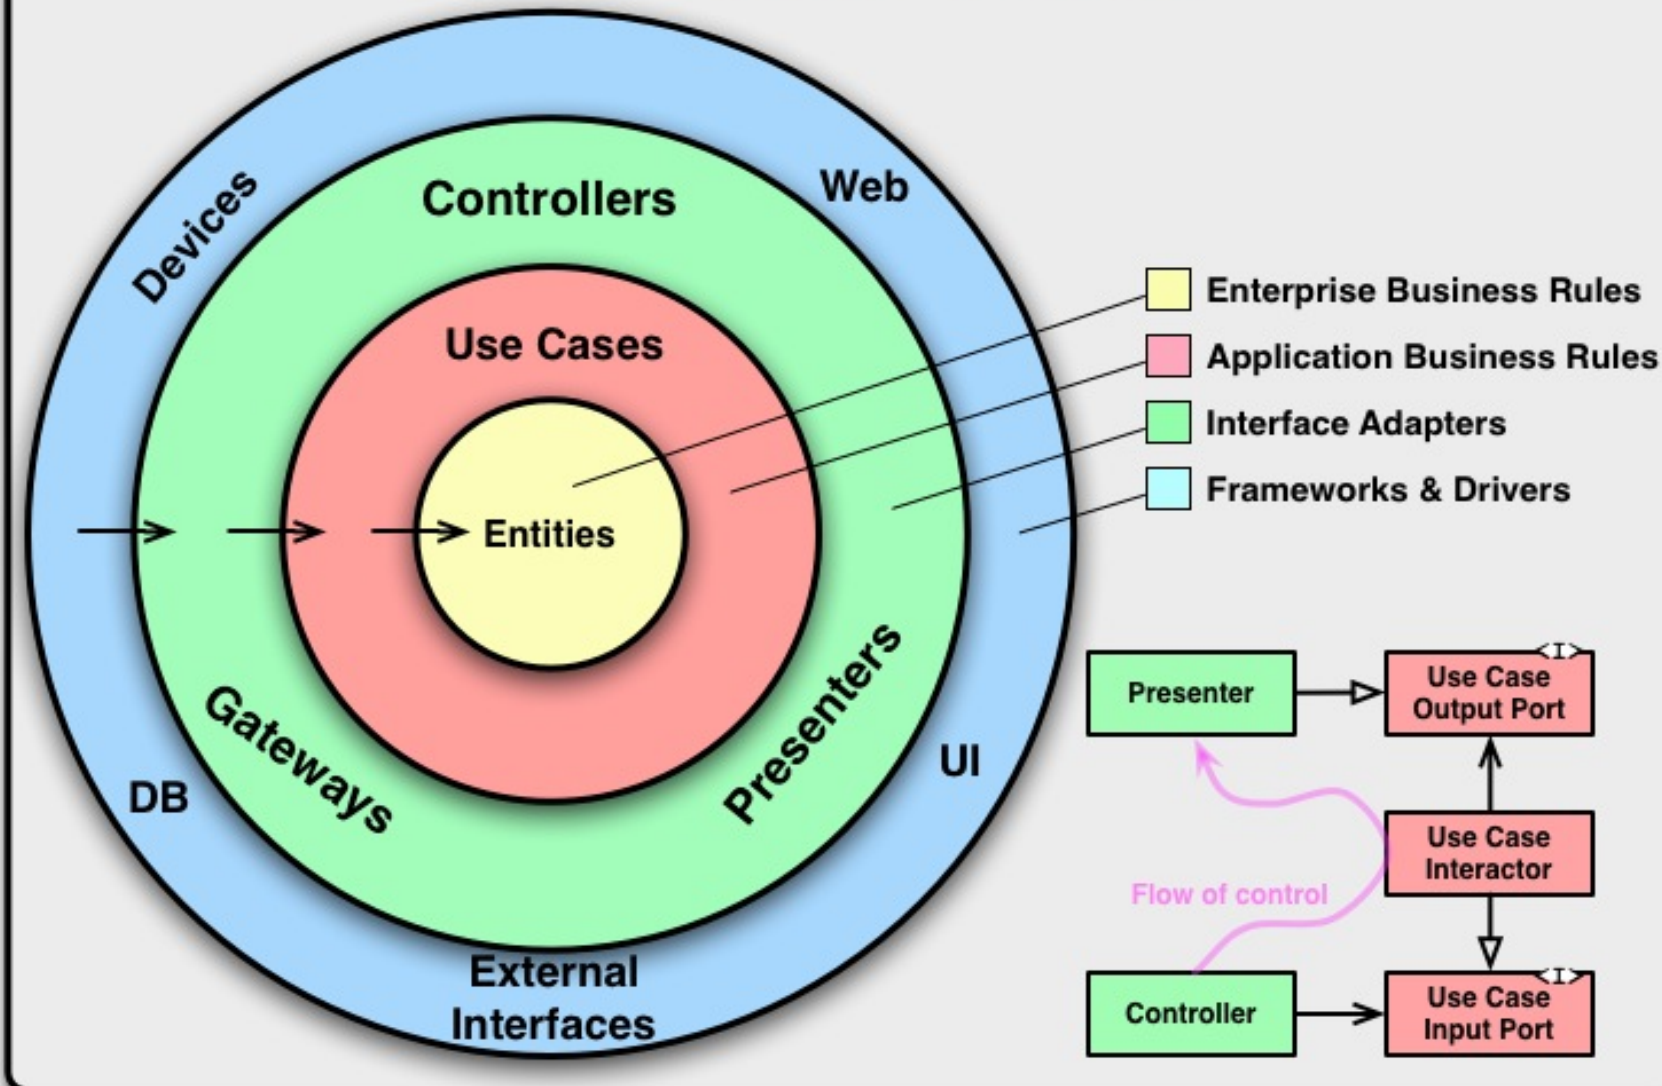 Devices
Controllers
Web
Use Cases
Entities
Gateways
Presenters
DB
UI
External
Interfaces
Enterprise Business Rules
Application Business Rules
Interface Adapters
Frameworks & Drivers
Presenter
<I>
Use Case
Output Port
Use Case
Interactor
Flow of control
Controller
<I>
Use Case
Input Port